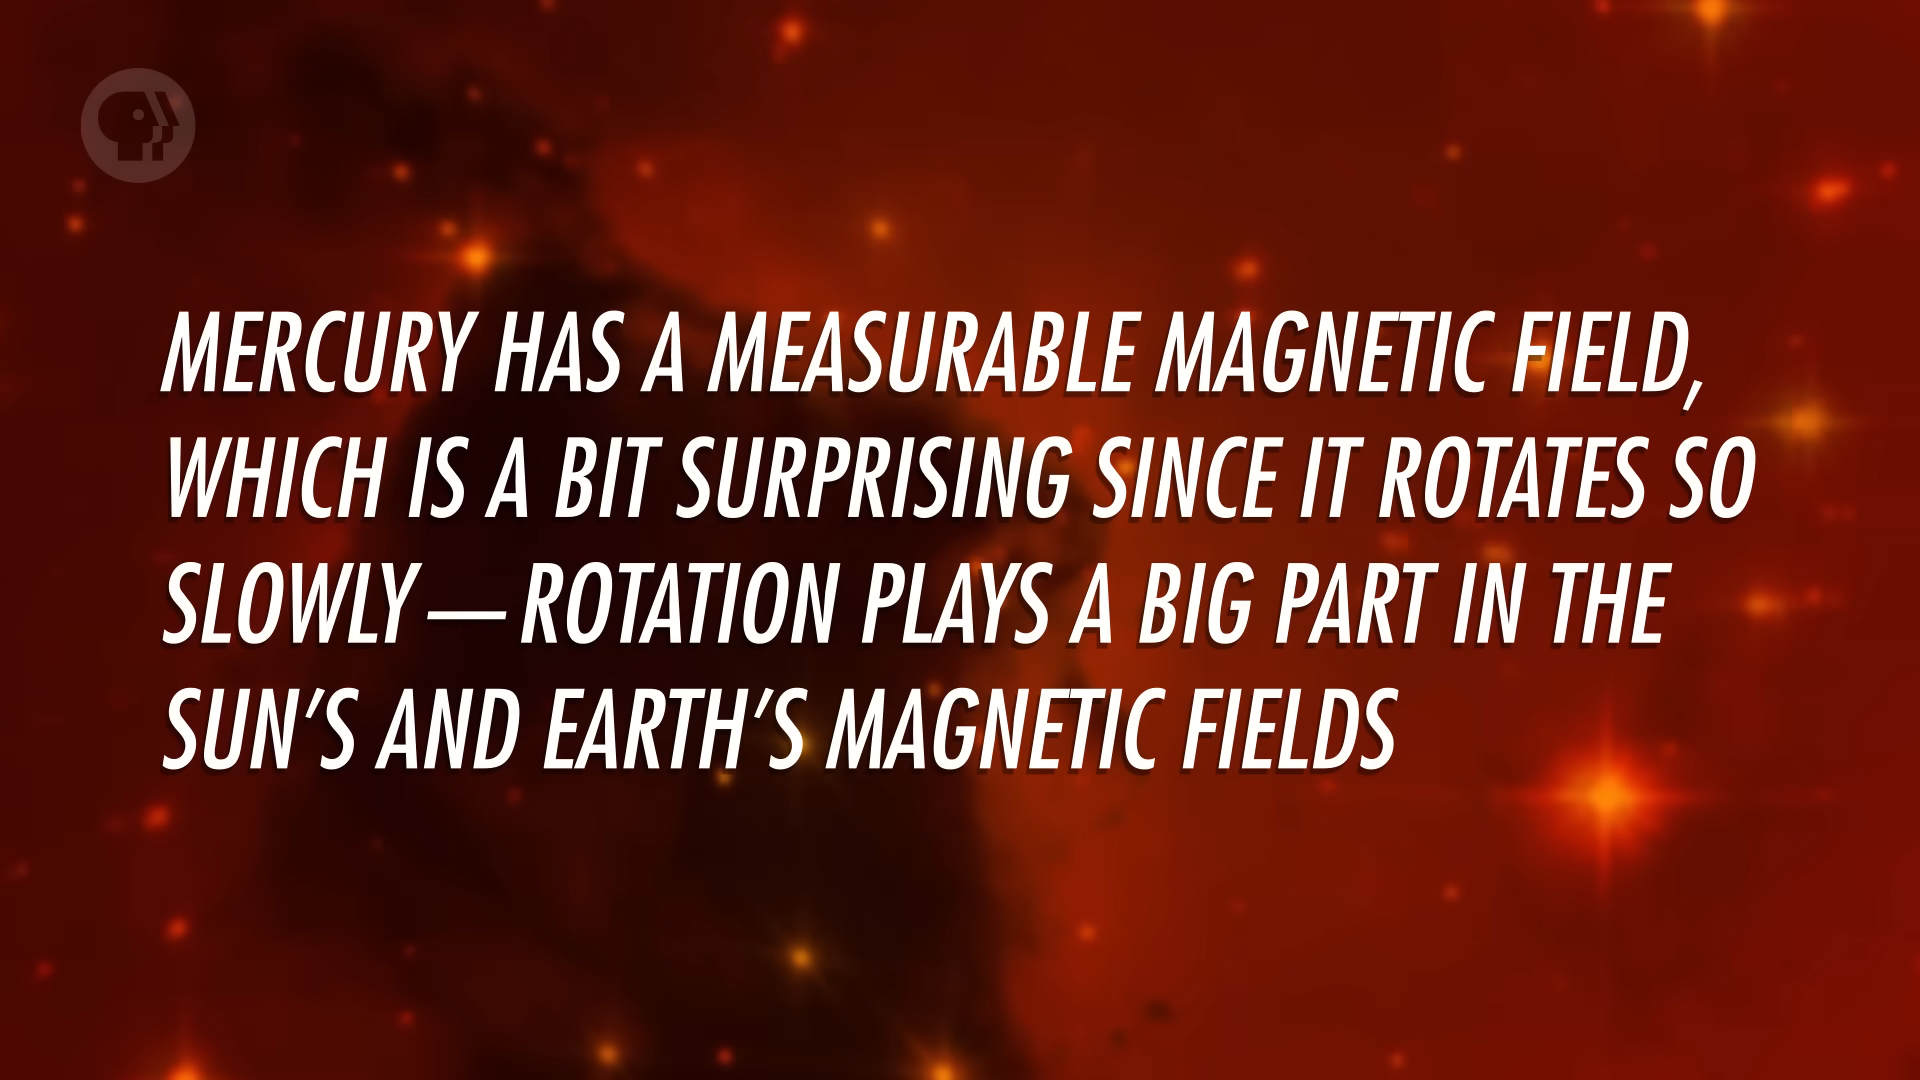 MERCURY HAS A MEASURABLE MAGNETIC FIELD,
WHICH IS A BIT SURPRISING SINCE IT ROTATES SO
SLOWLY—ROTATION PLAYS A BIG PART IN THE
SUN’S AND EARTH’S MAGNETIC FIELDS